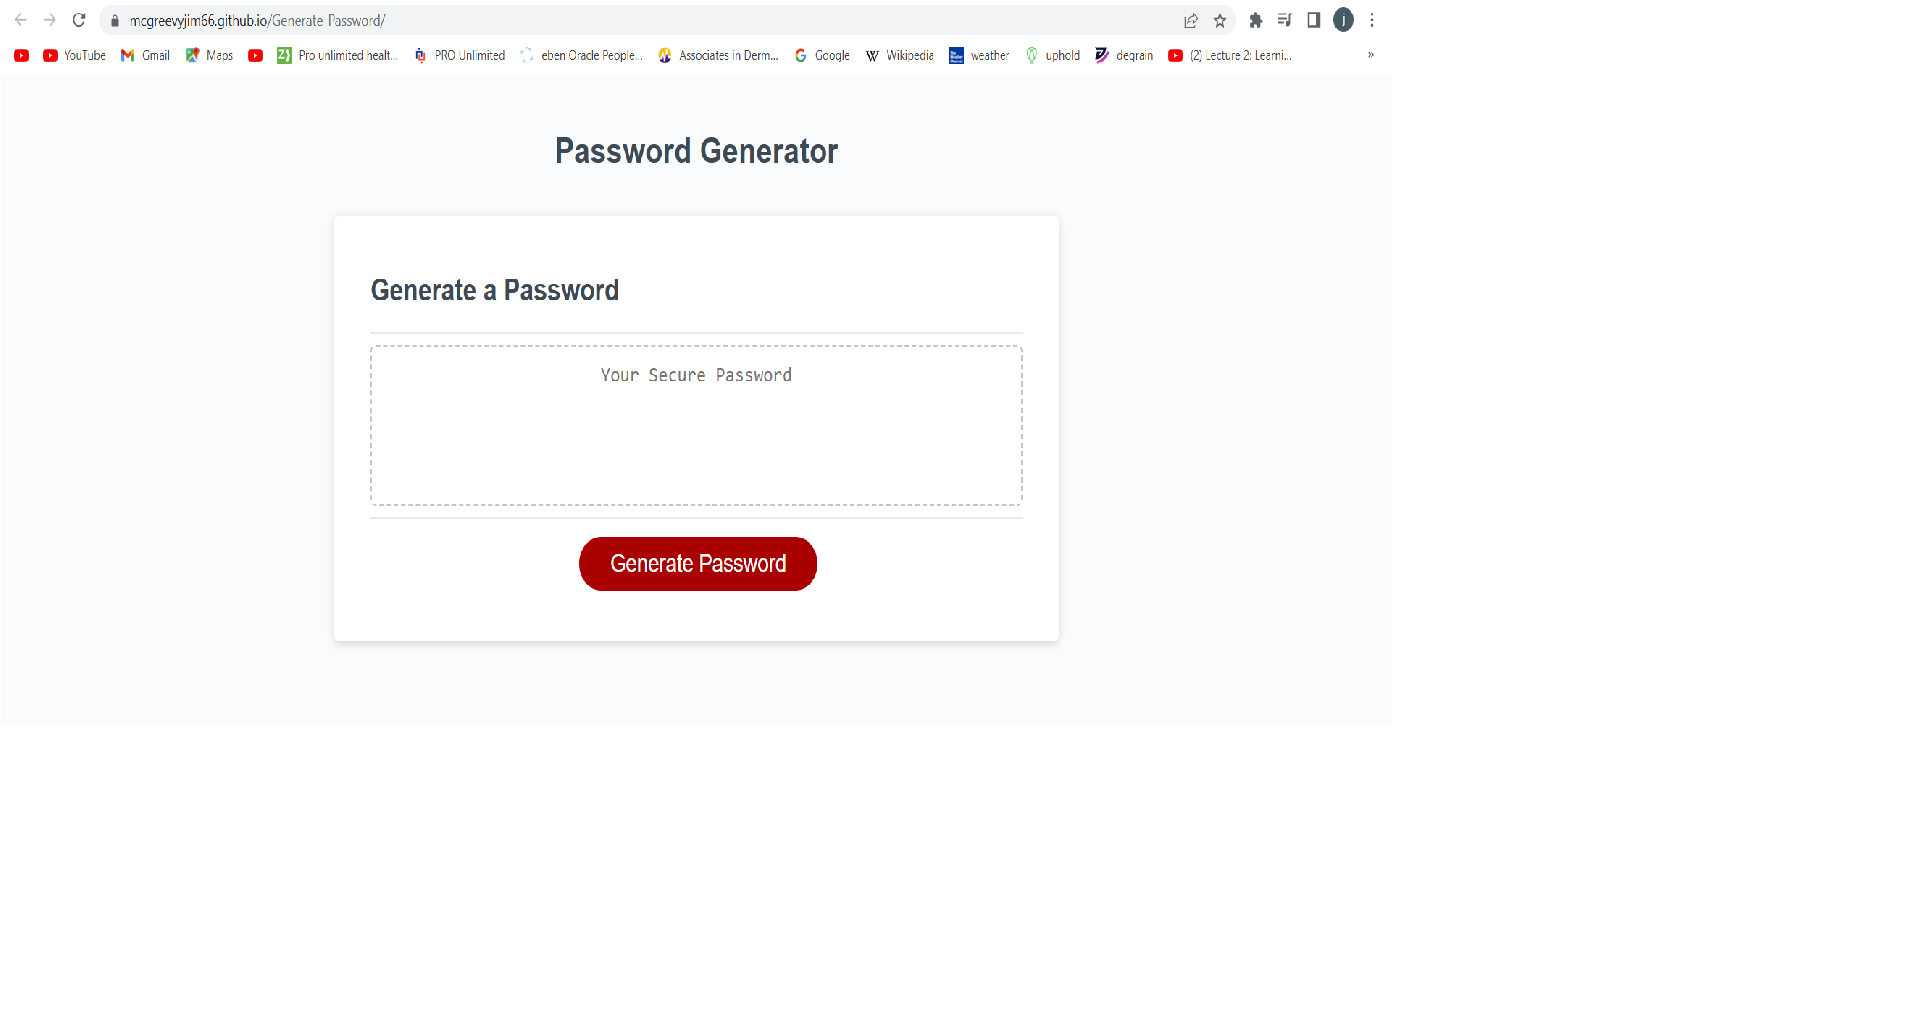 mcgreevyjim66.github.io/Generate-Password/
YouTube Gmail Maps Pro unlimited healt... PRO Unlimited eben Oracle People... Associates in Derm... Google Wikipedia weather uphold degrain (2) Lecture 2: Learni... »
Password Generator
Generate a Password
Your Secure Password
Generate Password